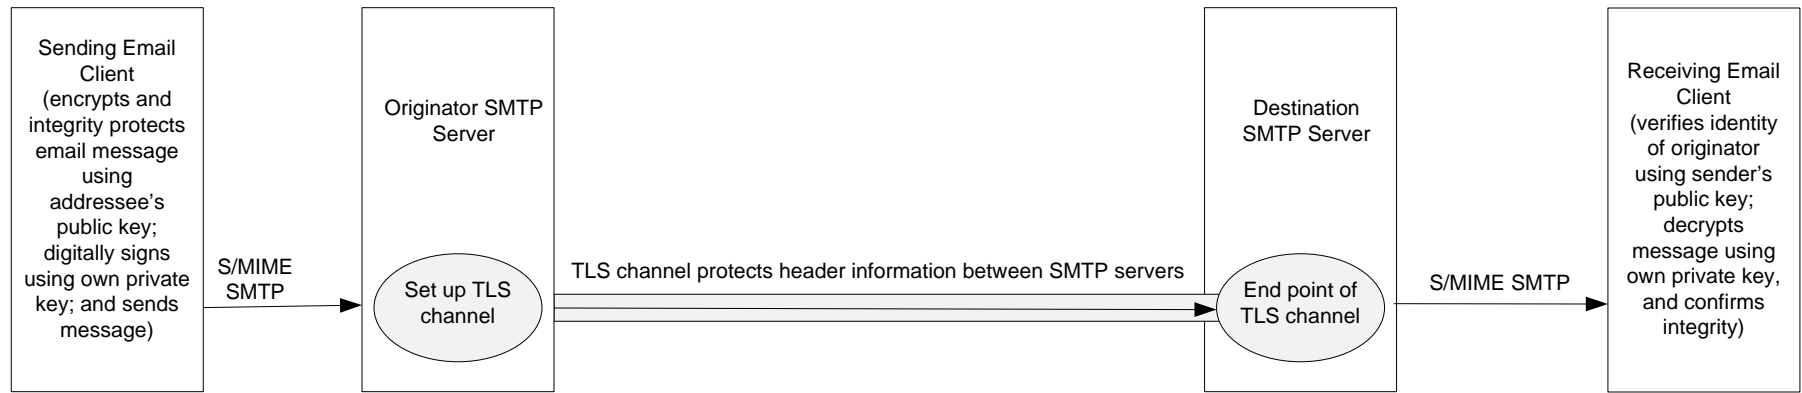 Sending Email
Client
(encrypts and
integrity protects
email message
using
addressee's
public key;
digitally signs
using own private
key; and sends
message)
S/MIME
SMTP
Originator SMTP
Server
Set up TLS
channel
TLS channel protects header information between SMTP servers
Destination
SMTP Server
End point of
TLS channel
S/MIME SMTP
Receiving Email
Client
(verifies identity
of originator
using sender's
public key;
decrypts
message using
own private key,
and confirms
integrity)